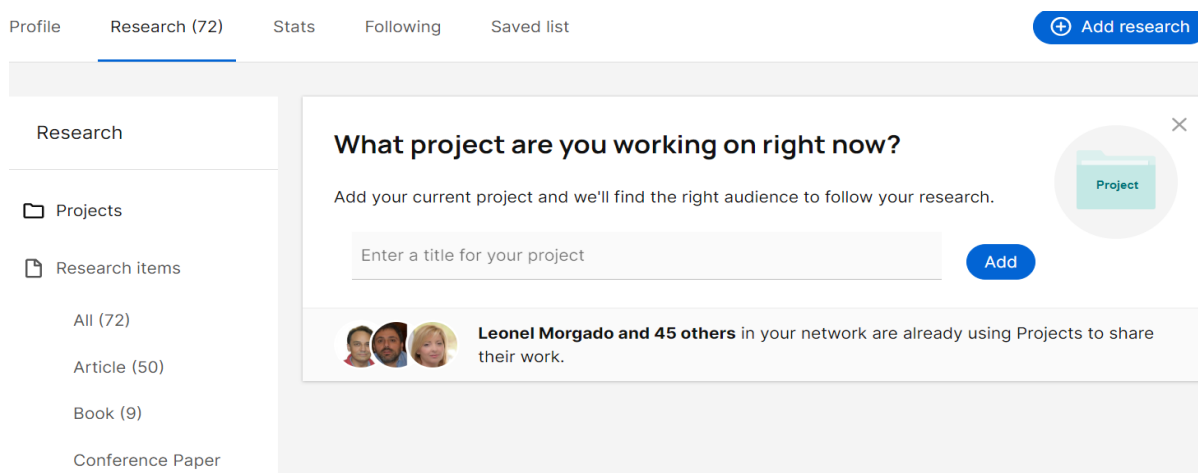 Profile Research (72) Stats Following Saved list Add research
Research
Projects
Research items
All (72)
Article (50)
Book (9)
Conference Paper
What project are you working on right now?
Add your current project and we'll find the right audience to follow your research.
Enter a title for your project
Add
Project
Leonel Morgado and 45 others in your network are already using Projects to share
their work.